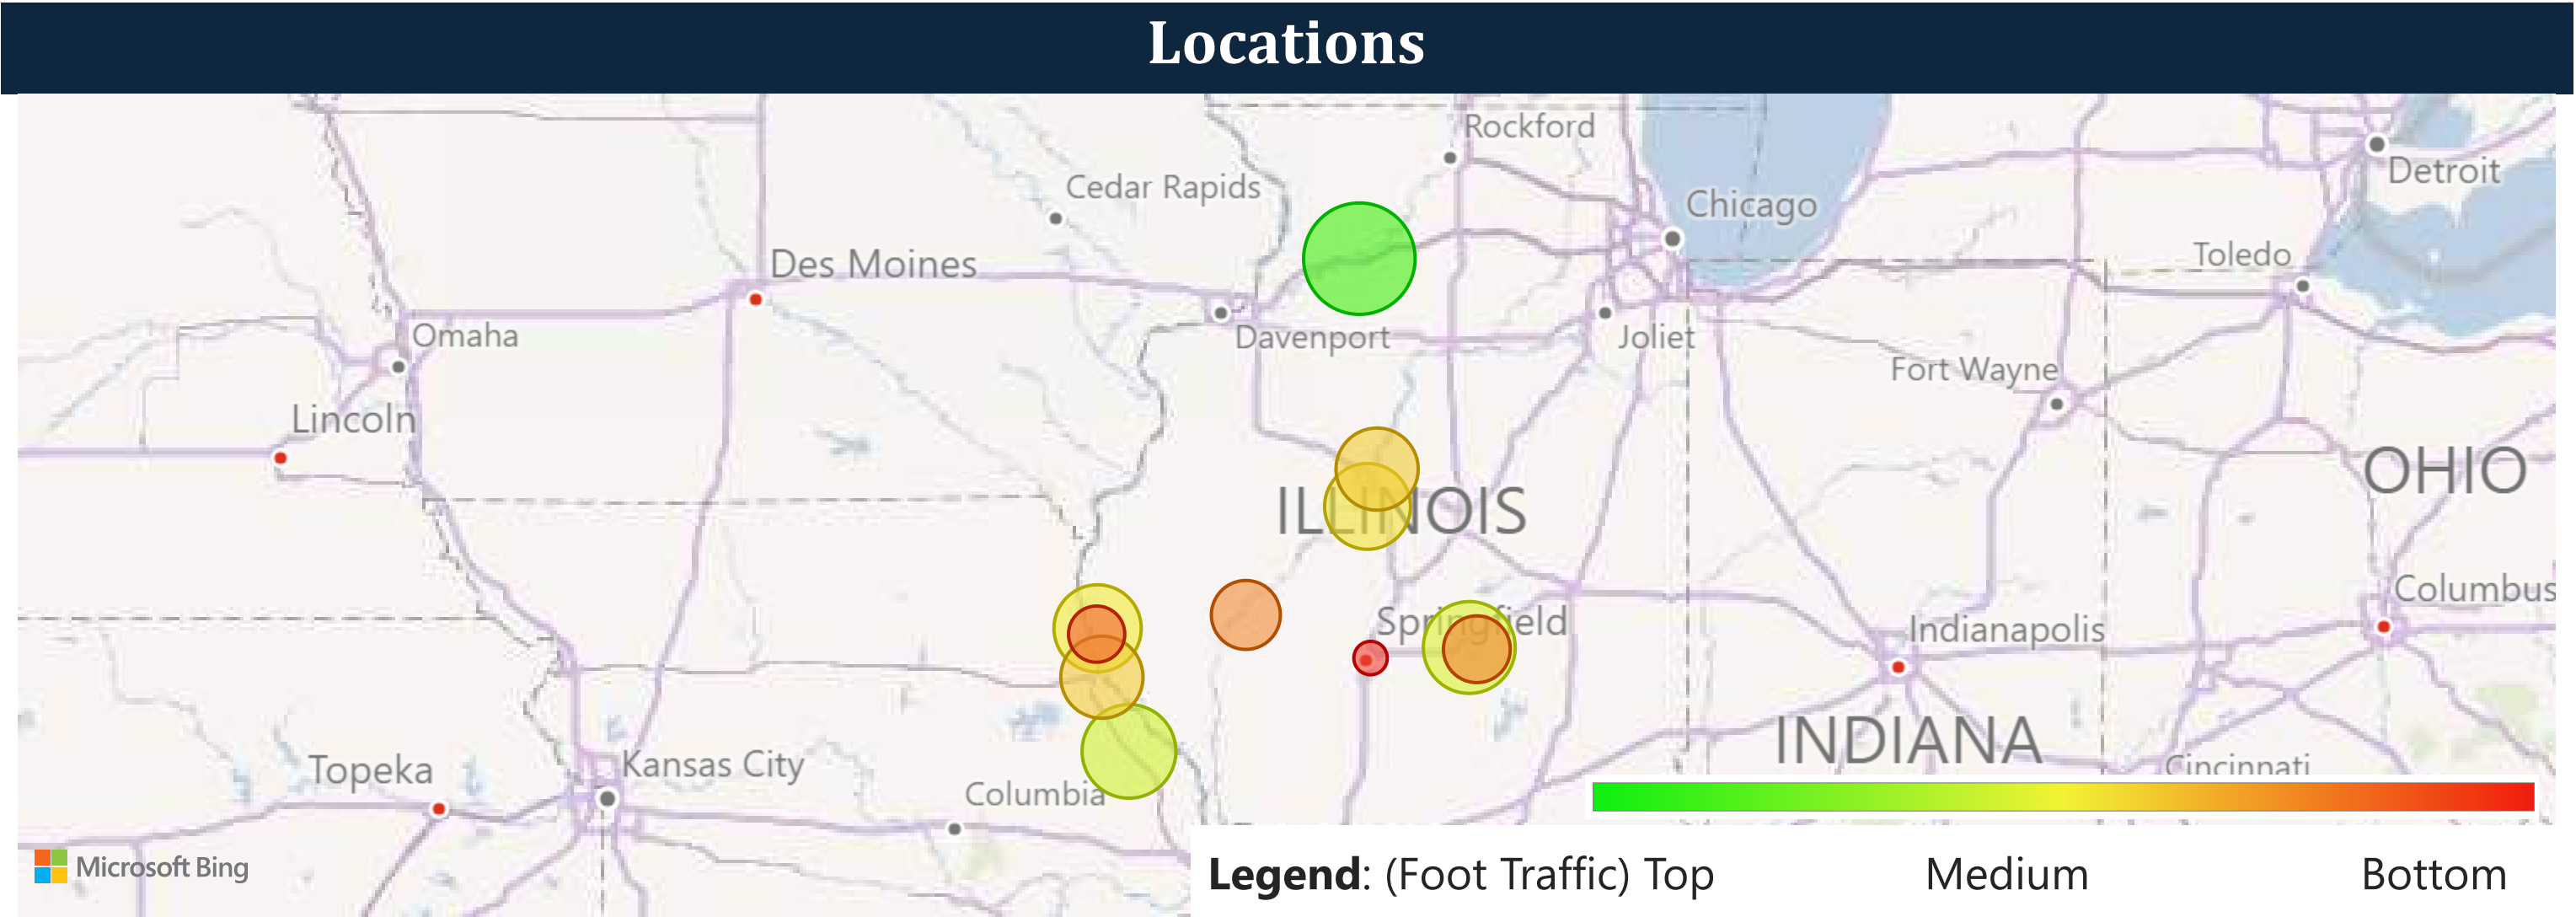 Locations
Rockford
Cedar Rapids
Detroit
Chicago
Toledo
Des Moines
Omaha
Davenport
Joliet
Fort Wayne
Lincoln
OHIO
ILLINOIS
Columbus
Springfield
Indianapolis
INDIANA
Topeka
Kansas City
Cincinnati
Columbia
Microsoft Bing
Legend: (Foot Traffic) Top Medium Bottom